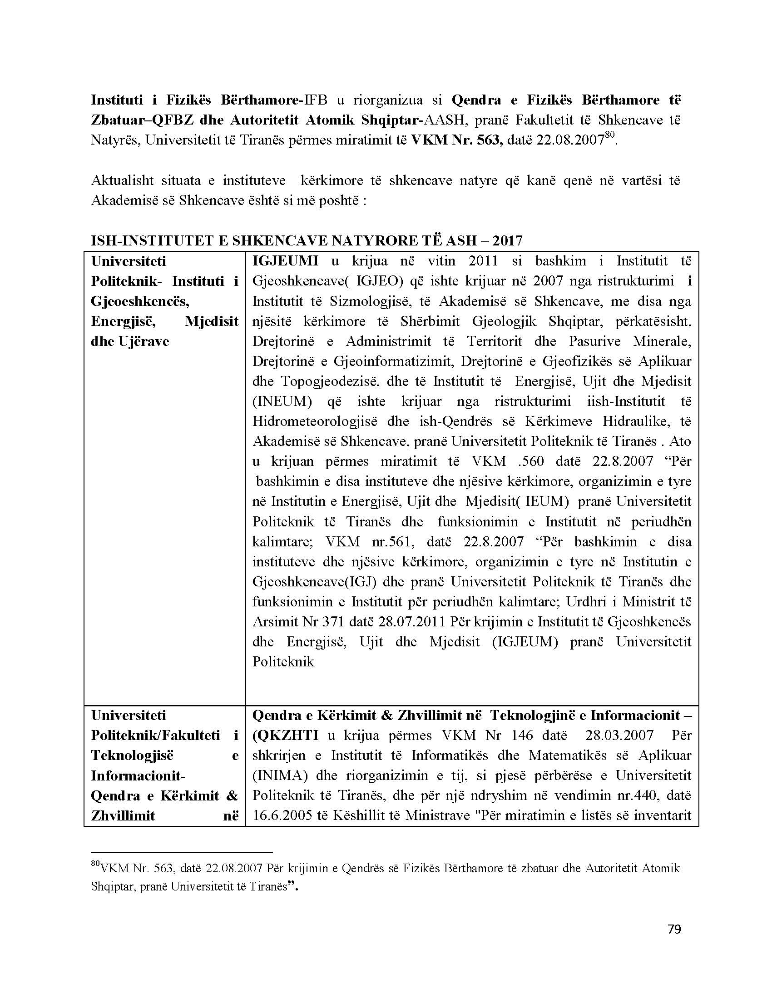 Instituti i Fizikës Bërthamore-IFB u riorganizua si Qendra e Fizikës Bërthamore të
Zbatuar–QFBZ dhe Autoritetit Atomik Shqiptar-AASH, pranë Fakultetit të Shkencave të
Natyrës, Universitetit të Tiranës përmes miratimit të VKM Nr. 563, datë 22.08.2007⁸⁰.
Aktualisht situata e instituteve kërkimore të shkencave natyre që kanë qenë në vartësi të
Akademisë së Shkencave është si më poshtë :
ISH-INSTITUTET E SHKENCAVE NATYRORE TË ASH – 2017
Universiteti
Politeknik- Instituti i
Gjeoeshkencës,
Energjisë, Mjedisit
dhe Ujërave
IGJEUMI u krijua në vitin 2011 si bashkim i Institutit të
Gjeoshkencave( IGJEO) që ishte krijuar në 2007 nga ristrukturimi i
Institutit të Sizmologjisë, të Akademisë së Shkencave, me disa nga
njësitë kërkimore të Shërbimit Gjeologjik Shqiptar, përkatësisht,
Drejtorinë e Administrimit të Territorit dhe Pasurive Minerale,
Drejtorinë e Gjeoinformatizimit, Drejtorinë e Gjeofizikës së Aplikuar
dhe Topogjeodezisë, dhe të Institutit të Energjisë, Ujit dhe Mjedisit
(INEUM) që ishte krijuar nga ristrukturimi iish-Institutit të
Hidrometeorologjisë dhe ish-Qendrës së Kërkimeve Hidraulike, të
Akademisë së Shkencave, pranë Universitetit Politeknik të Tiranës . Ato
u krijuan përmes miratimit të VKM .560 datë 22.8.2007 “Për
bashkimin e disa instituteve dhe njësive kërkimore, organizimin e tyre
në Institutin e Energjisë, Ujit dhe Mjedisit( IEUM) pranë Universitetit
Politeknik të Tiranës dhe funksionimin e Institutit në periudhën
kalimtare; VKM nr.561, datë 22.8.2007 “Për bashkimin e disa
instituteve dhe njësive kërkimore, organizimin e tyre në Institutin e
Gjeoshkencave(IGJ) dhe pranë Universitetit Politeknik të Tiranës dhe
funksionimin e Institutit për periudhën kalimtare; Urdhri i Ministrit të
Arsimit Nr 371 datë 28.07.2011 Për krijimin e Institutit të Gjeoshkencës
dhe Energjisë, Ujit dhe Mjedisit (IGJEUM) pranë Universitetit
Politeknik
Universiteti
Politeknik/Fakulteti i
Teknologjisë e
Informacionit-
Qendra e Kërkimit &
Zhvillimit në
Qendra e Kërkimit & Zhvillimit në Teknologjinë e Informacionit –
(QKZHTI u krijua përmes VKM Nr 146 datë 28.03.2007 Për
shkrirjen e Institutit të Informatikës dhe Matematikës së Aplikuar
(INIMA) dhe riorganizimin e tij, si pjesë përbërëse e Universitetit
Politeknik të Tiranës, dhe për një ndryshim në vendimin nr.440, datë
16.6.2005 të Këshillit të Ministrave "Për miratimin e listës së inventarit
⁸⁰VKM Nr. 563, datë 22.08.2007 Për krijimin e Qendrës së Fizikës Bërthamore të zbatuar dhe Autoritetit Atomik
Shqiptar, pranë Universitetit të Tiranës”.
79